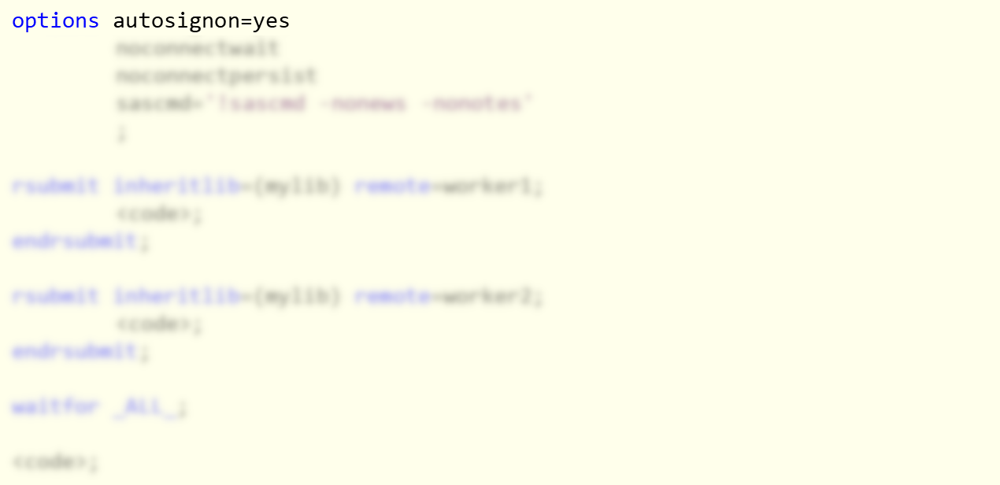 options autosignon=yes
noconnectwait
noconnectpersist
sascmd='!sascmd -nonews -nonotes'
;
rsubmit inheritlib=(mylib) remote=worker1;
<code>;
endrsubmit;
rsubmit inheritlib=(mylib) remote=worker2;
<code>;
endrsubmit;
waitfor _ALL_;
<code>;